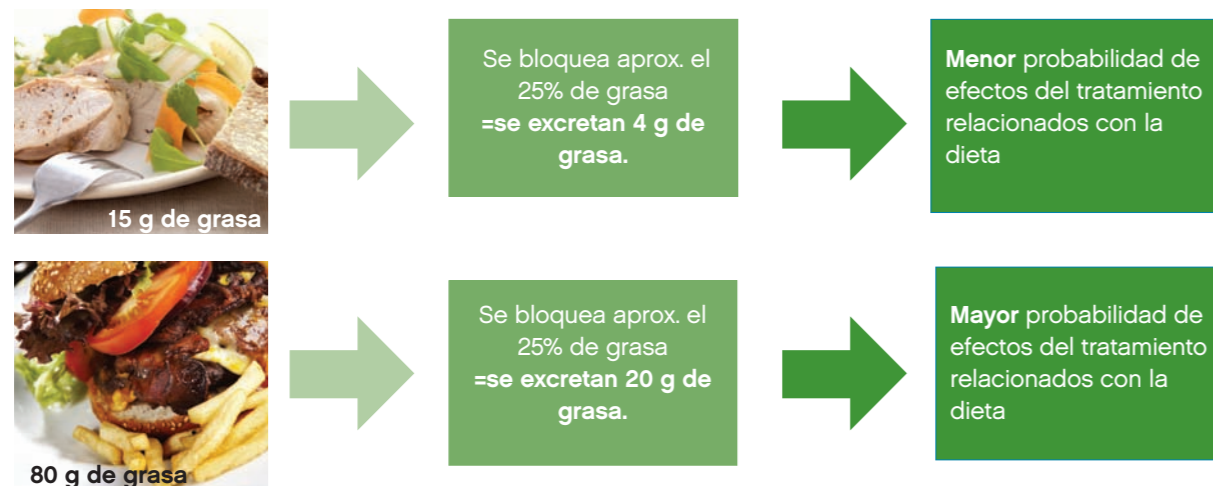 15 g de grasa
Se bloquea aprox. el
25% de grasa
=se excretan 4 g de
grasa.
Menor probabilidad de
efectos del tratamiento
relacionados con la
dieta
80 g de grasa
Se bloquea aprox. el
25% de grasa
=se excretan 20 g de
grasa.
Mayor probabilidad de
efectos del tratamiento
relacionados con la
dieta